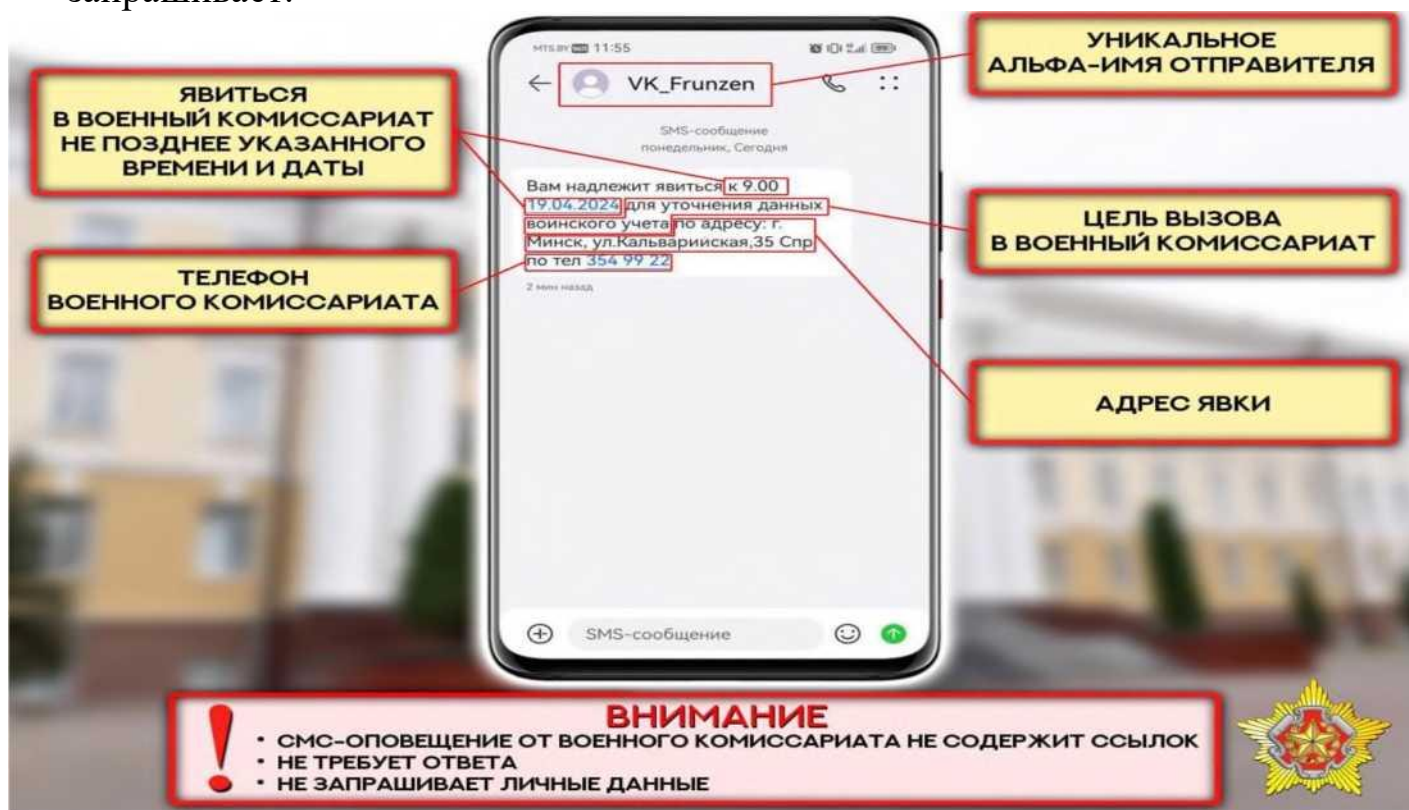 запрашивает.
УНИКАЛЬНОЕ
АЛЬФА-ИМЯ ОТПРАВИТЕЛЯ
ЯВИТЬСЯ
В ВОЕННЫЙ КОМИССАРИАТ
НЕ ПОЗДНЕЕ УКАЗАННОГО
ВРЕМЕНИ И ДАТЫ
ТЕЛЕФОН
ВОЕННОГО КОМИССАРИАТА
MTS.BY 11:55
VK_Frunzen
SMS-сообщение
понедельник, Сегодня
Вам надлежит явиться к 9.00
19.04.2024 для уточнения данных
воинского учета по адресу: г.
Минск, ул.Кальварийская,35 Спр
по тел 354 99 22
2 мин назад
SMS-сообщение
ЦЕЛЬ ВЫЗОВА
В ВОЕННЫЙ КОМИССАРИАТ
АДРЕС ЯВКИ
ВНИМАНИЕ
• СМС-ОПОВЕЩЕНИЕ ОТ ВОЕННОГО КОМИССАРИАТА НЕ СОДЕРЖИТ ССЫЛОК
• НЕ ТРЕБУЕТ ОТВЕТА
• НЕ ЗАПРАШИВАЕТ ЛИЧНЫЕ ДАННЫЕ